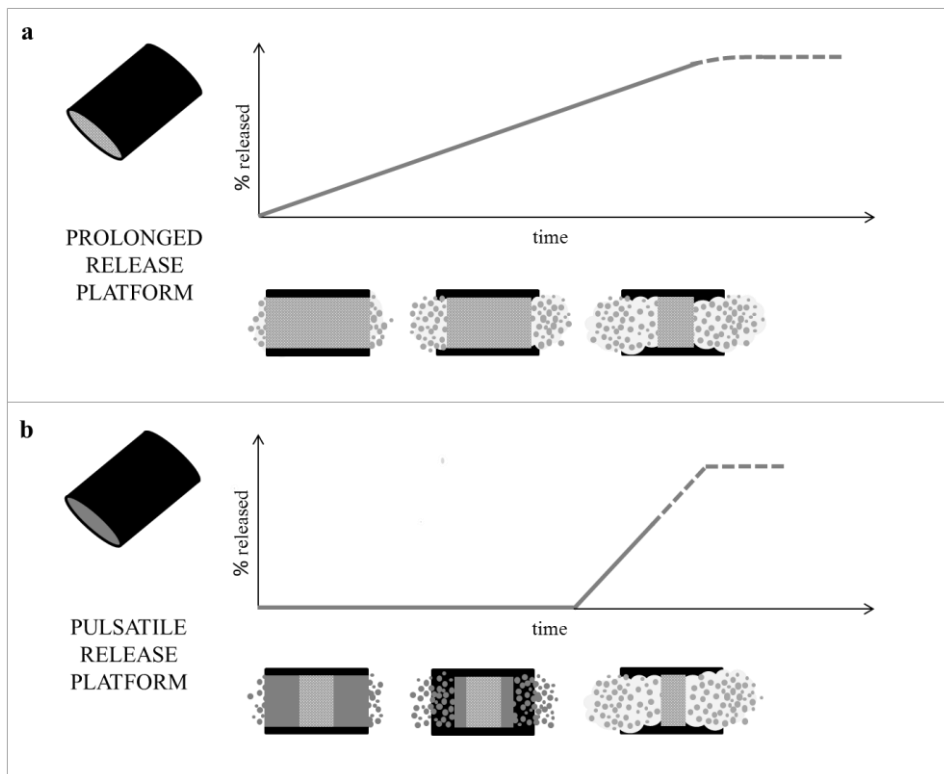 a
% released
time
PROLONGED
RELEASE
PLATFORM
b
% released
time
PULSATILE
RELEASE
PLATFORM